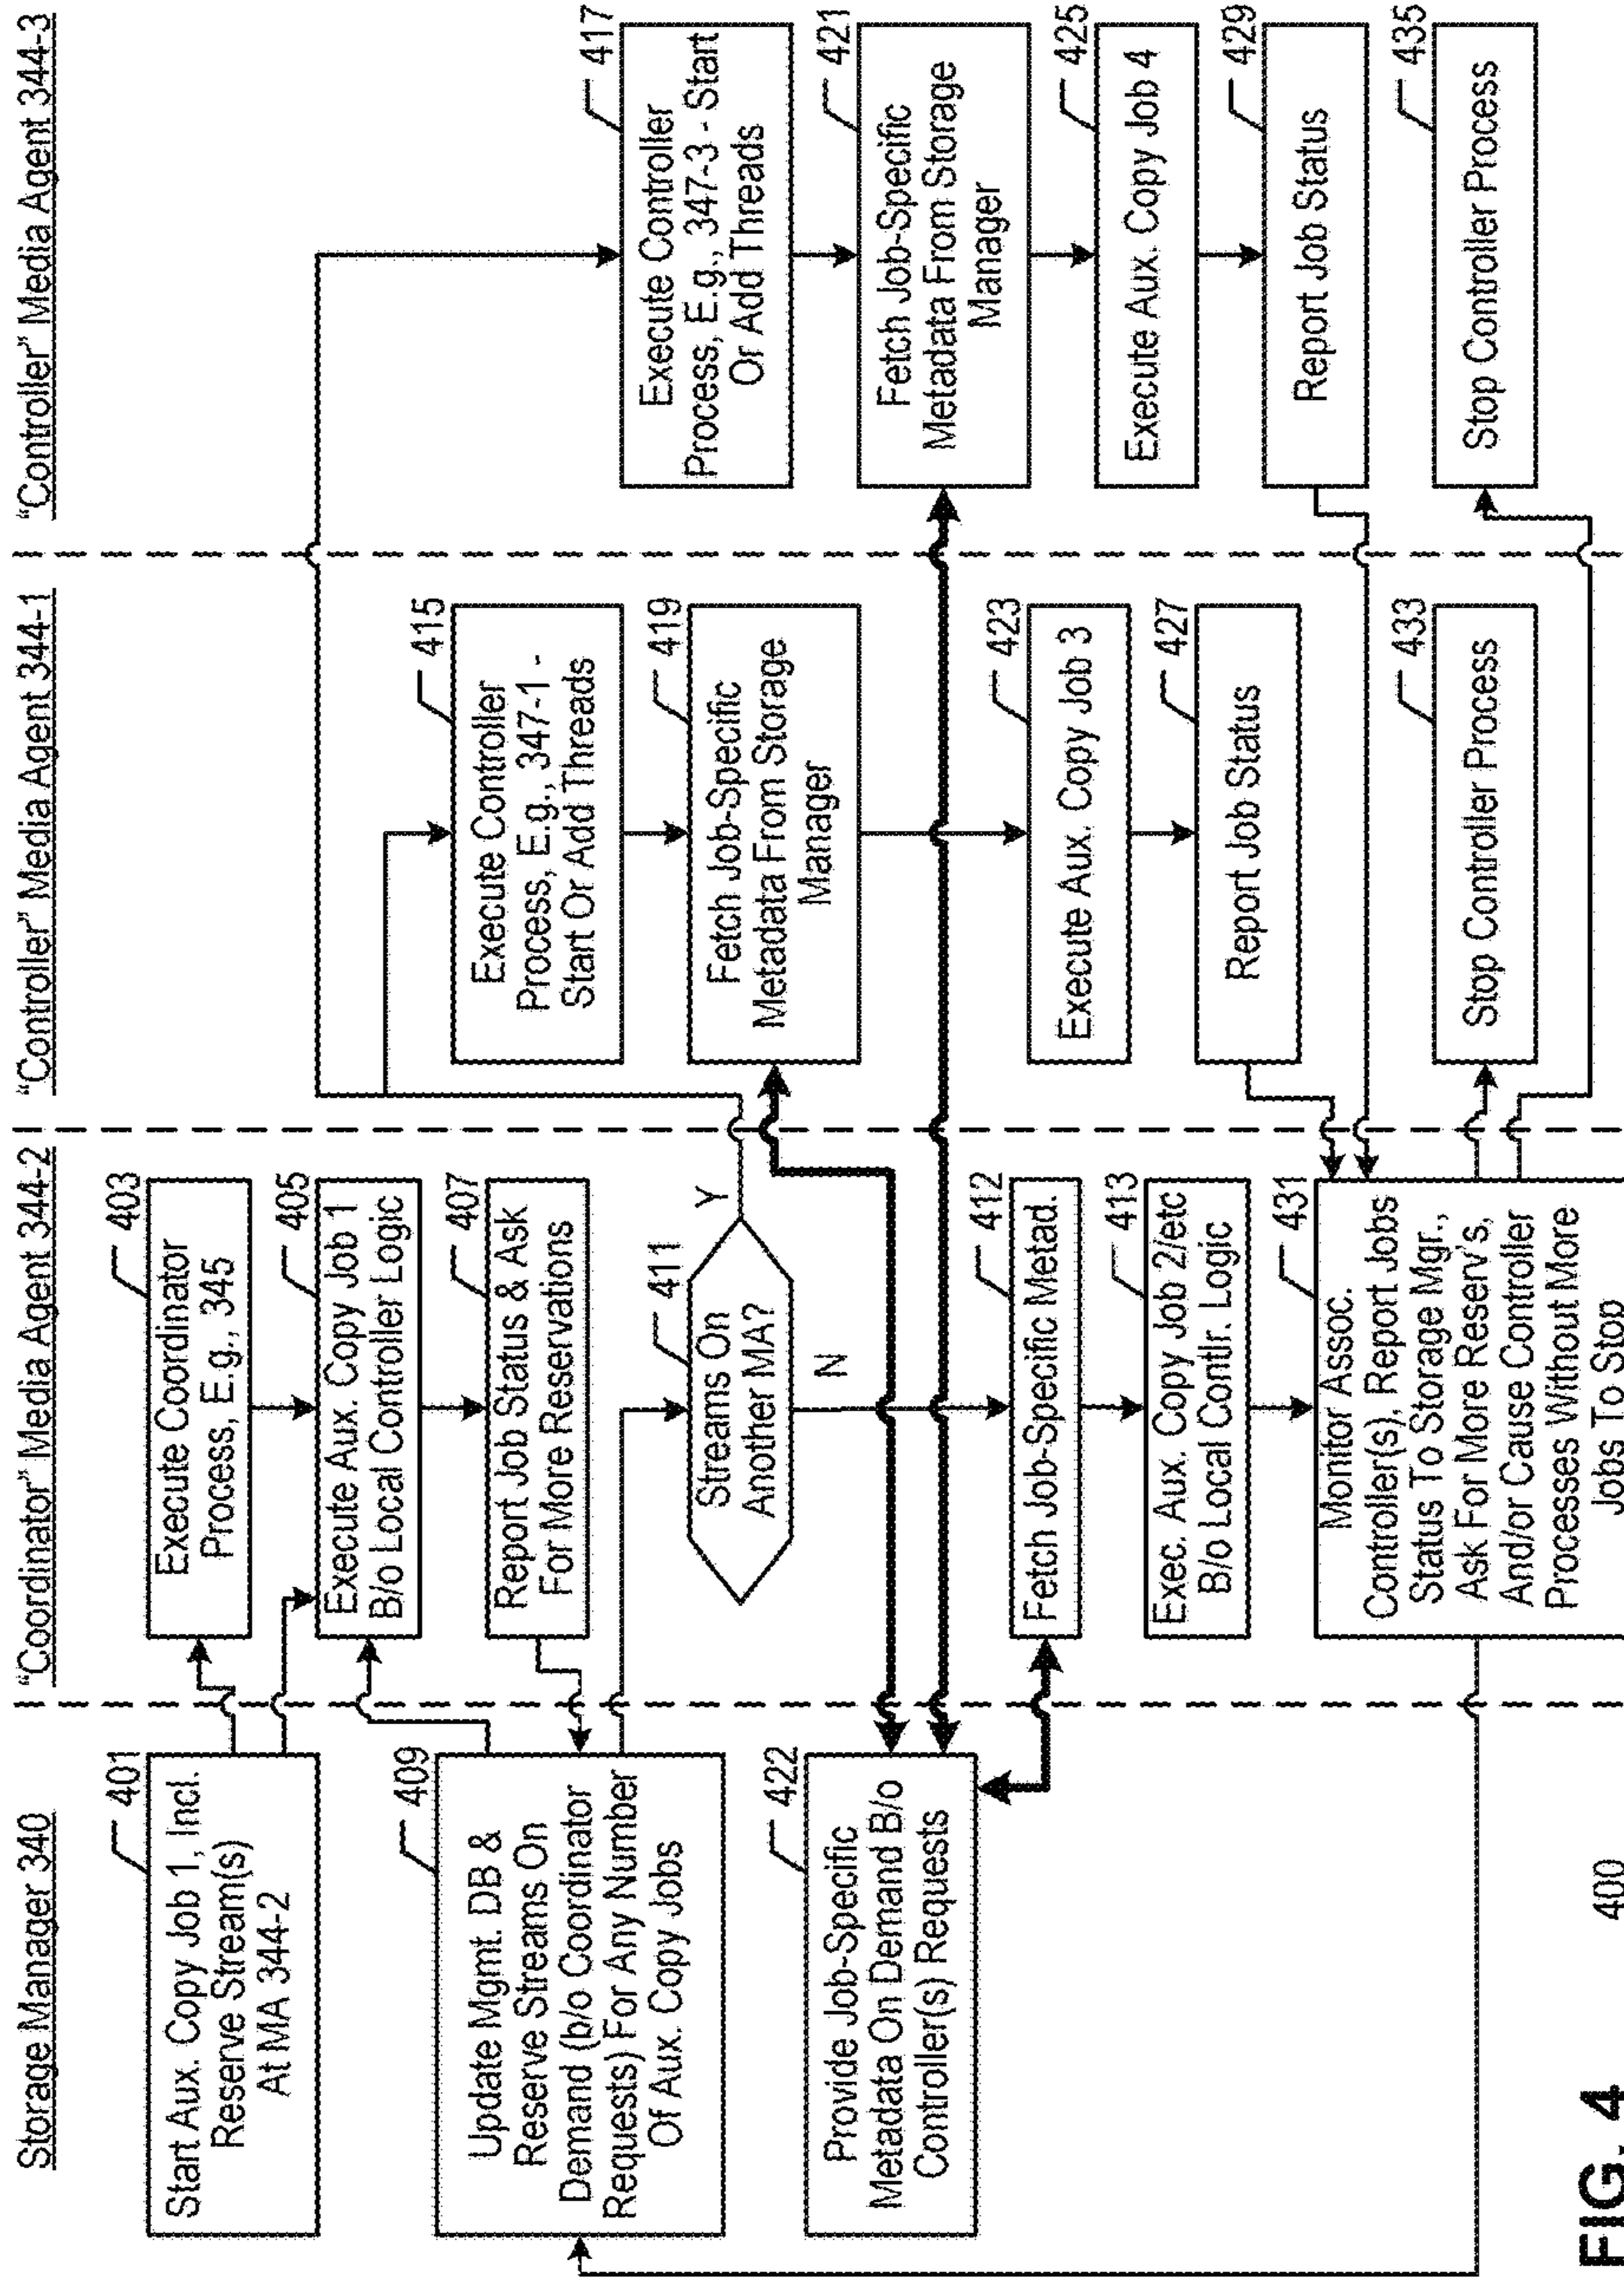 Storage Manager 340
401
Start Aux. Copy Job 1, Incl.
Reserve Stream(s)
At MA 344-2
409
Update Mgmt. DB &
Reserve Streams On
Demand (b/o Coordinator
Requests) For Any Number
Of Aux. Copy Jobs
422
Provide Job-Specific
Metadata On Demand B/o
Controller(s) Requests
"Coordinator" Media Agent 344-2
403
Execute Coordinator
Process, E.g., 345
405
Execute Aux. Copy Job 1
B/o Local Controller Logic
407
Report Job Status & Ask
For More Reservations
411
Streams On
Another MA?
Y
N
412
Fetch Job-Specific Metad.
413
Exec. Aux. Copy Job 2/etc
B/o Local Contlr. Logic
431
Monitor Assoc.
Controller(s), Report Jobs
Status To Storage Mgr.,
Ask For More Reserv's,
And/or Cause Controller
Processes Without More
Jobs To Stop
"Controller" Media Agent 344-1
415
Execute Controller
Process, E.g., 347-1 -
Start Or Add Threads
419
Fetch Job-Specific
Metadata From Storage
Manager
423
Execute Aux. Copy Job 3
427
Report Job Status
433
Stop Controller Process
"Controller" Media Agent 344-3
417
Execute Controller
Process, E.g., 347-3 - Start
Or Add Threads
421
Fetch Job-Specific
Metadata From Storage
Manager
425
Execute Aux. Copy Job 4
429
Report Job Status
435
Stop Controller Process
FIG. 4
400